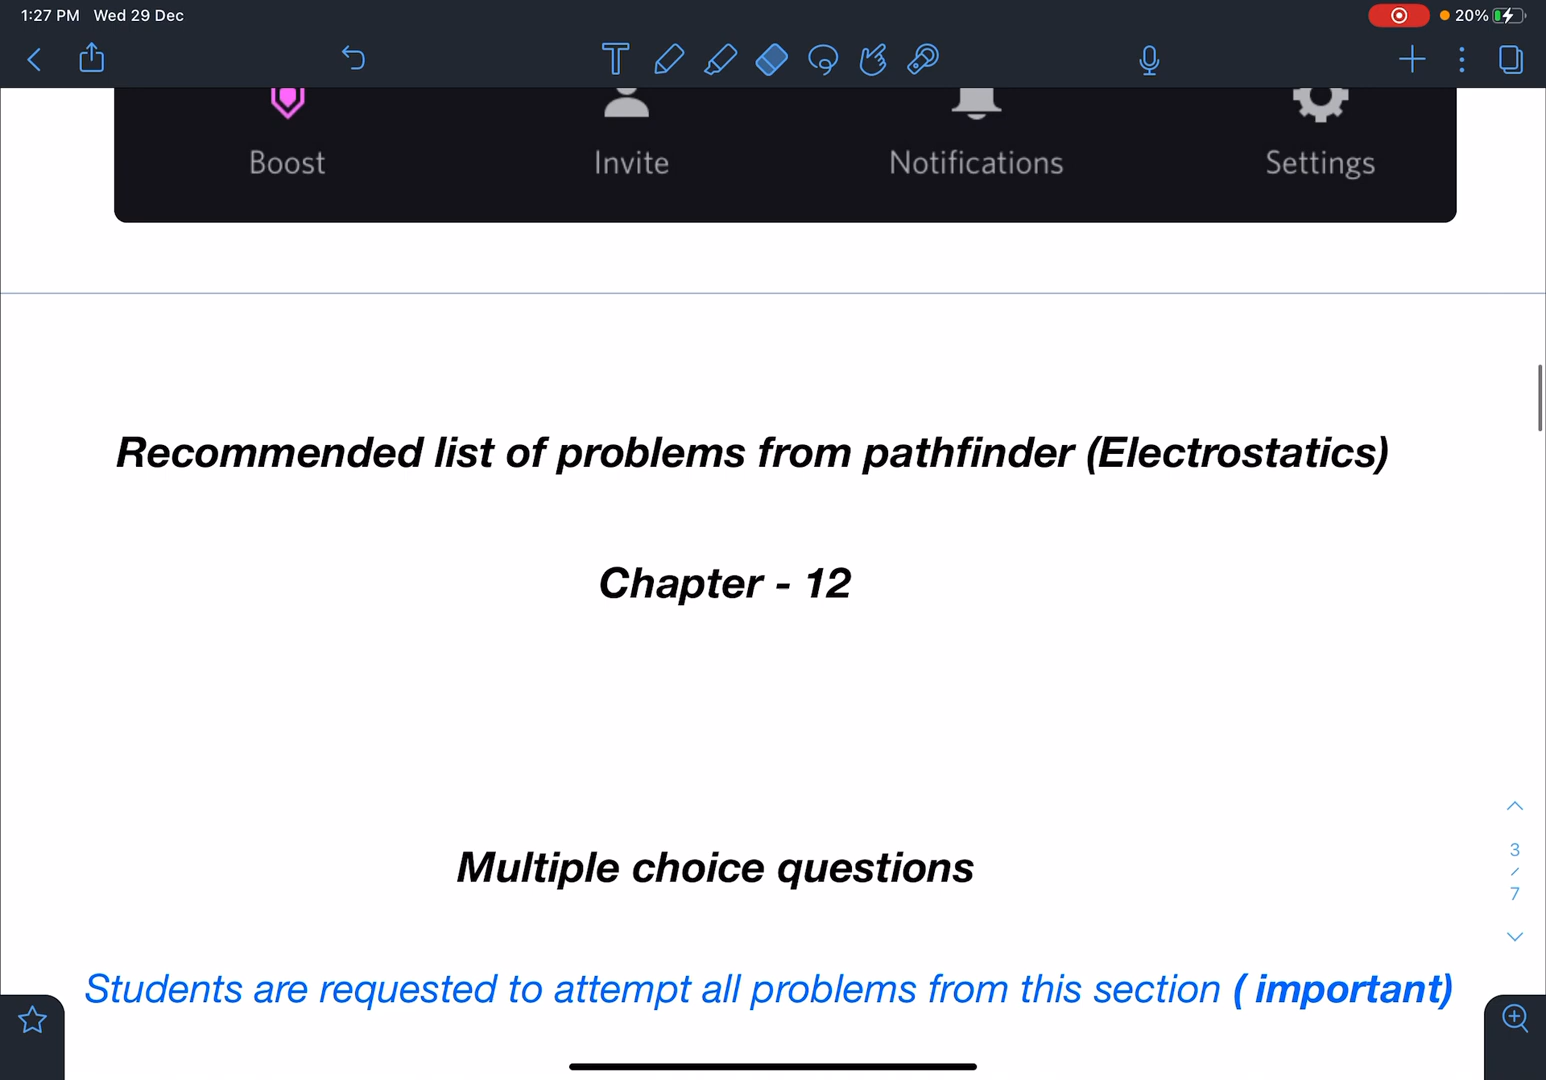 1:27 PM Wed 29 Dec
20%
Boost Invite Notifications Settings
Recommended list of problems from pathfinder (Electrostatics)
Chapter - 12
Multiple choice questions
3
/
7
Students are requested to attempt all problems from this section ( important)